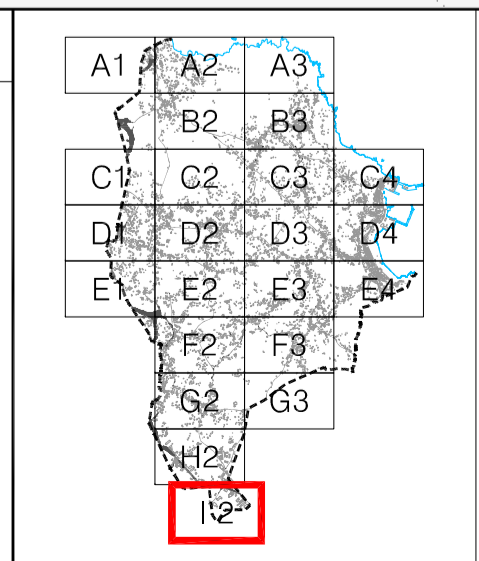 A1 A2 A3
B2 B3
C1 C2 C3 C4
D1 D2 D3 D4
E1 E2 E3 E4
F2 F3
G2 G3
H2
I2